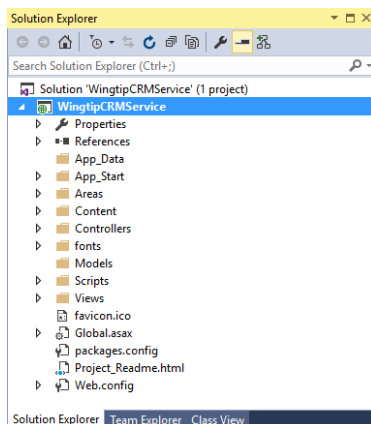 Solution Explorer
Search Solution Explorer (Ctrl+;)
Solution 'WingtipCRMService' (1 project)
WingtipCRMService
Properties
References
App_Data
App_Start
Areas
Content
Controllers
fonts
Models
Scripts
Views
favicon.ico
Global.asax
packages.config
Project_Readme.html
Web.config
Solution Explorer Team Explorer Class View